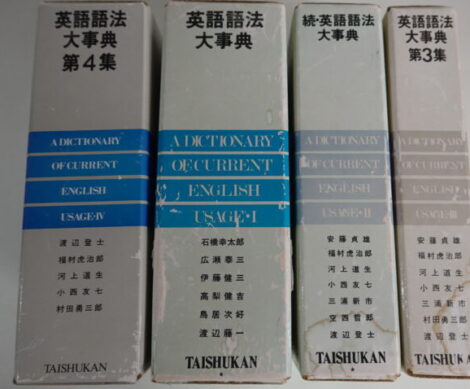 英語語法
大事典
第4集
A DICTIONARY
OF CURRENT
ENGLISH
USAGE・IV
渡辺登士
福村虎治郎
河上道生
小西友七
村田勇三郎
TAISHUKAN
英語語法
大事典
A DICTIONARY
OF CURRENT
ENGLISH
USAGE・I
石橋幸太郎
広瀬泰三
伊藤健三
高梨健吉
鳥居次好
渡辺藤一
TAISHUKAN
続・英語語法
大事典
A DICTIONARY
OF CURRENT
ENGLISH
USAGE・II
安藤貞雄
福村虎治郎
河上道生
小西友七
三浦新市
空西哲郎
渡辺登士
TAISHUKAN
英語語法
大事典
第3集
A DICTIONARY
OF CURRENT
ENGLISH
USAGE・III
安藤貞雄
福村虎治郎
河上道生
小西友七
三浦新市
村田勇三郎
渡辺登士
TAISHUKAN